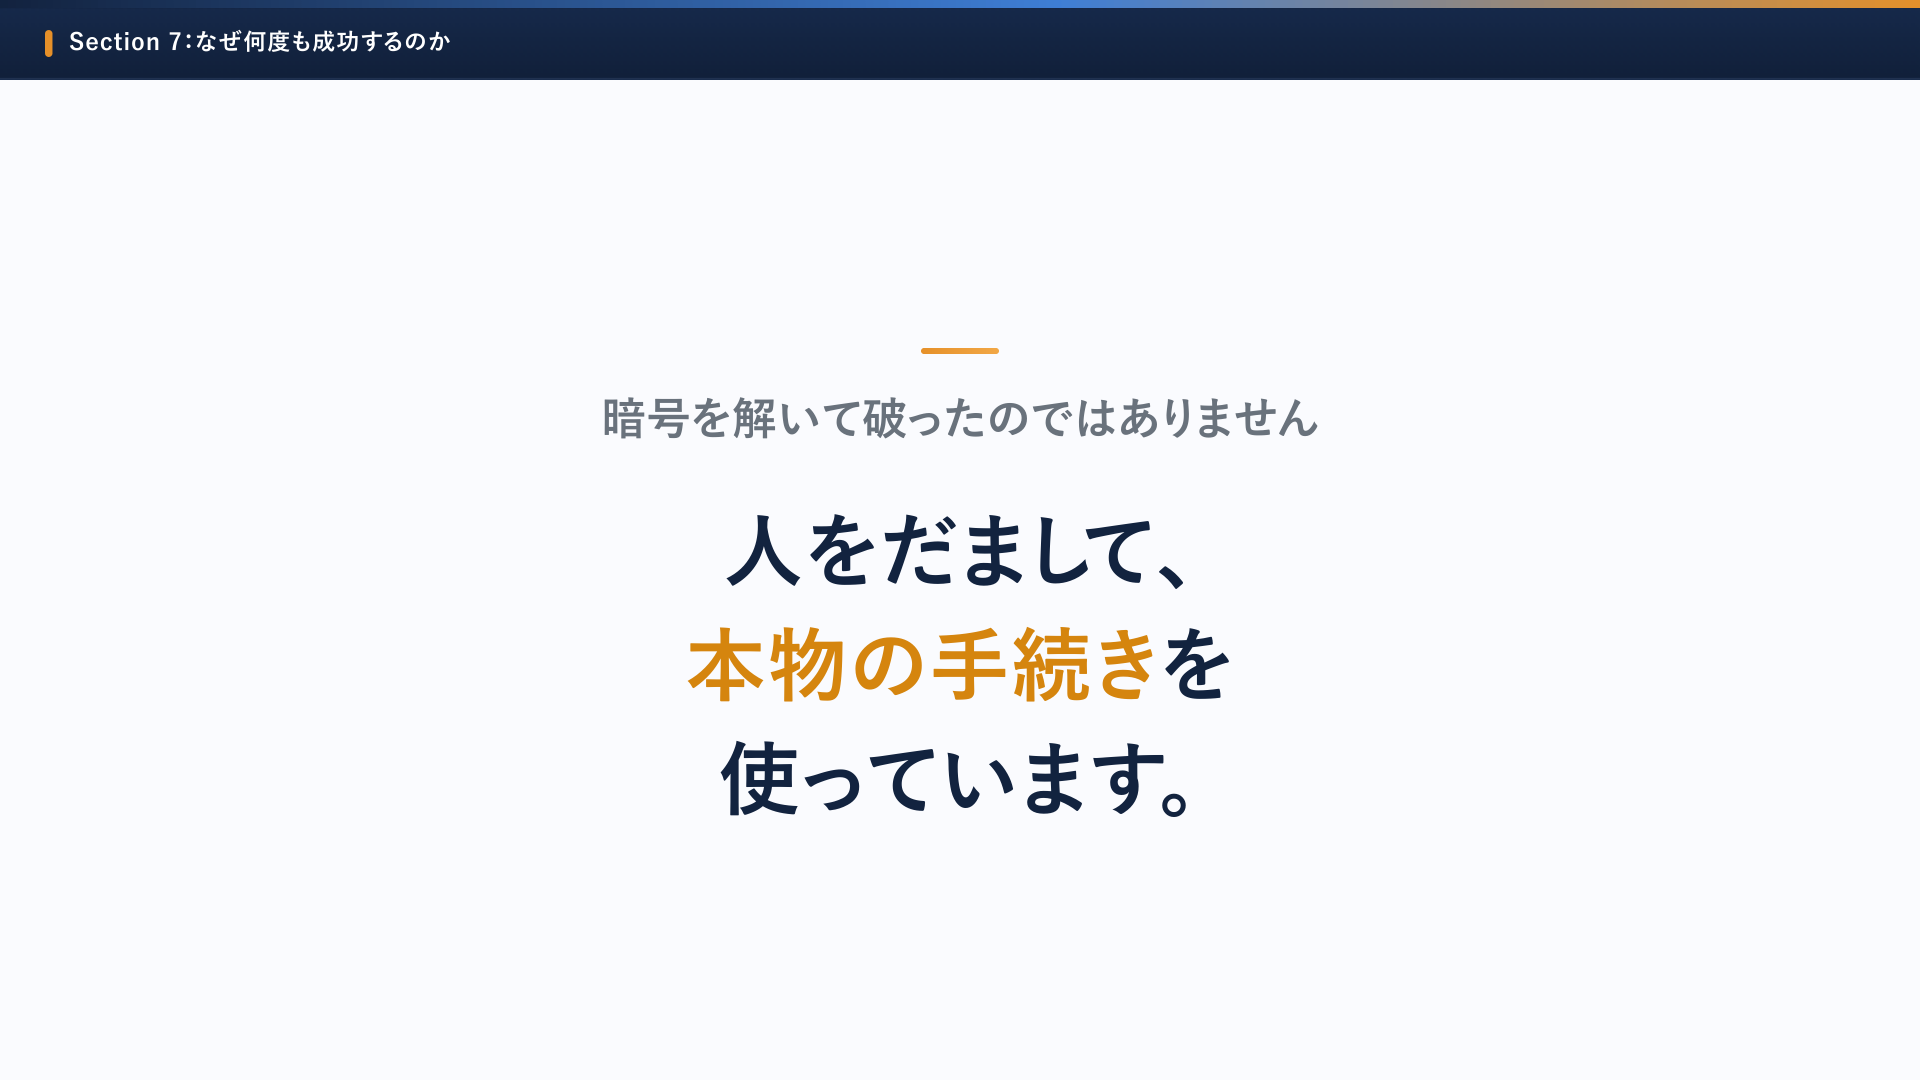 Section 7：なぜ何度も成功するのか
暗号を解いて破ったのではありません
人をだまして、
本物の手続きを
使っています。